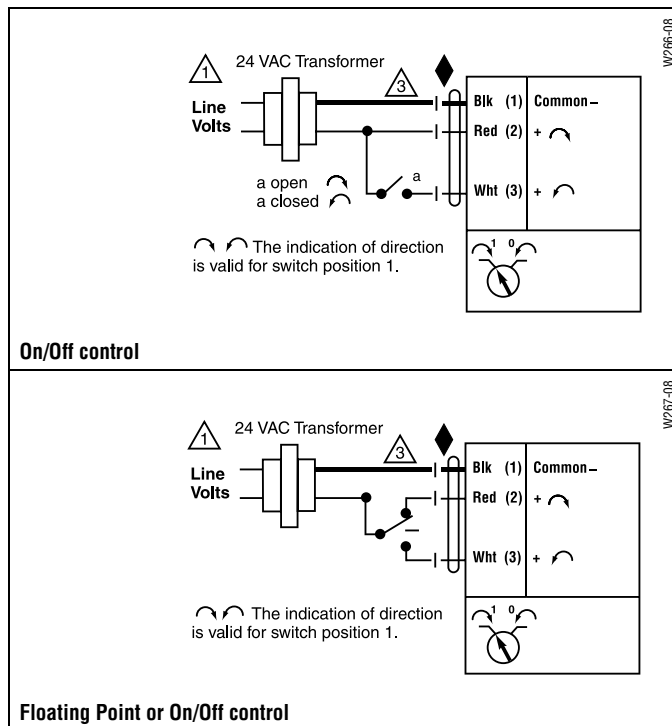 W266-08
1 24 VAC Transformer
3
Line
Volts
Blk (1) Common –
Red (2) +
a
a open
a closed
Wht (3) +
The indication of direction
is valid for switch position 1.
1 0
On/Off control
W267-08
1 24 VAC Transformer
3
Line
Volts
Blk (1) Common –
Red (2) +
Wht (3) +
The indication of direction
is valid for switch position 1.
1 0
Floating Point or On/Off control